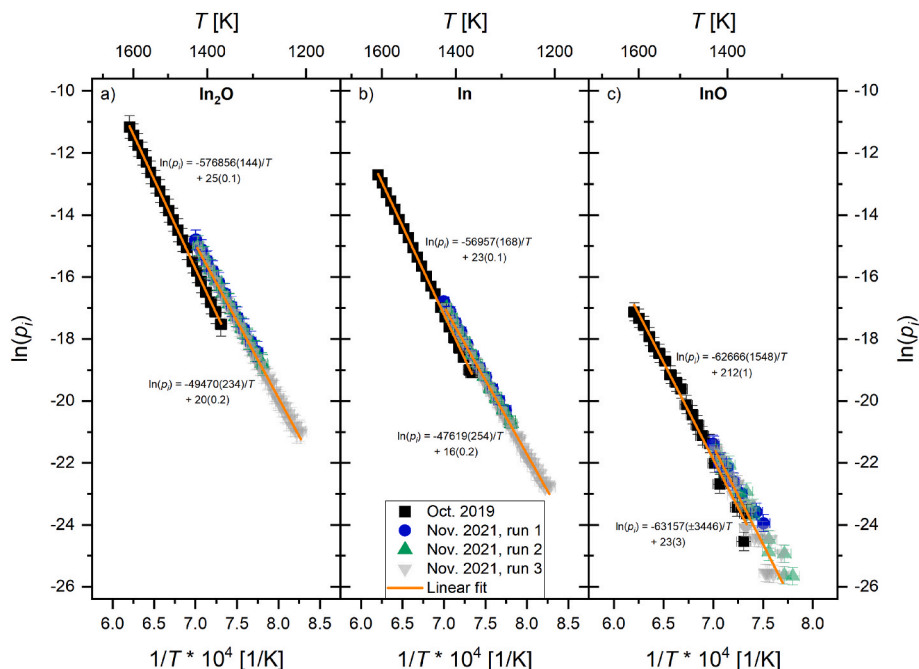 T [K]
T [K]
T [K]
1600 1400 1200
1600 1400 1200
1600 1400
a) In₂O
b) In
c) InO
-10
-12
-14
-16
-18
-20
-22
-24
-26
ln(pᵢ)
ln(pᵢ) = -576856(144)/T
+ 25(0.1)
ln(pᵢ) = -49470(234)/T
+ 20(0.2)
ln(pᵢ) = -56957(168)/T
+ 23(0.1)
ln(pᵢ) = -47619(254)/T
+ 16(0.2)
ln(pᵢ) = -62666(1548)/T
+ 212(1)
ln(pᵢ) = -63157(±3446)/T
+ 23(3)
Oct. 2019
Nov. 2021, run 1
Nov. 2021, run 2
Nov. 2021, run 3
Linear fit
-10
-12
-14
-16
-18
-20
-22
-24
-26
ln(pᵢ)
6.0 6.5 7.0 7.5 8.0 8.5
6.0 6.5 7.0 7.5 8.0 8.5
6.0 6.5 7.0 7.5 8.0
1/T * 10⁴ [1/K]
1/T * 10⁴ [1/K]
1/T * 10⁴ [1/K]